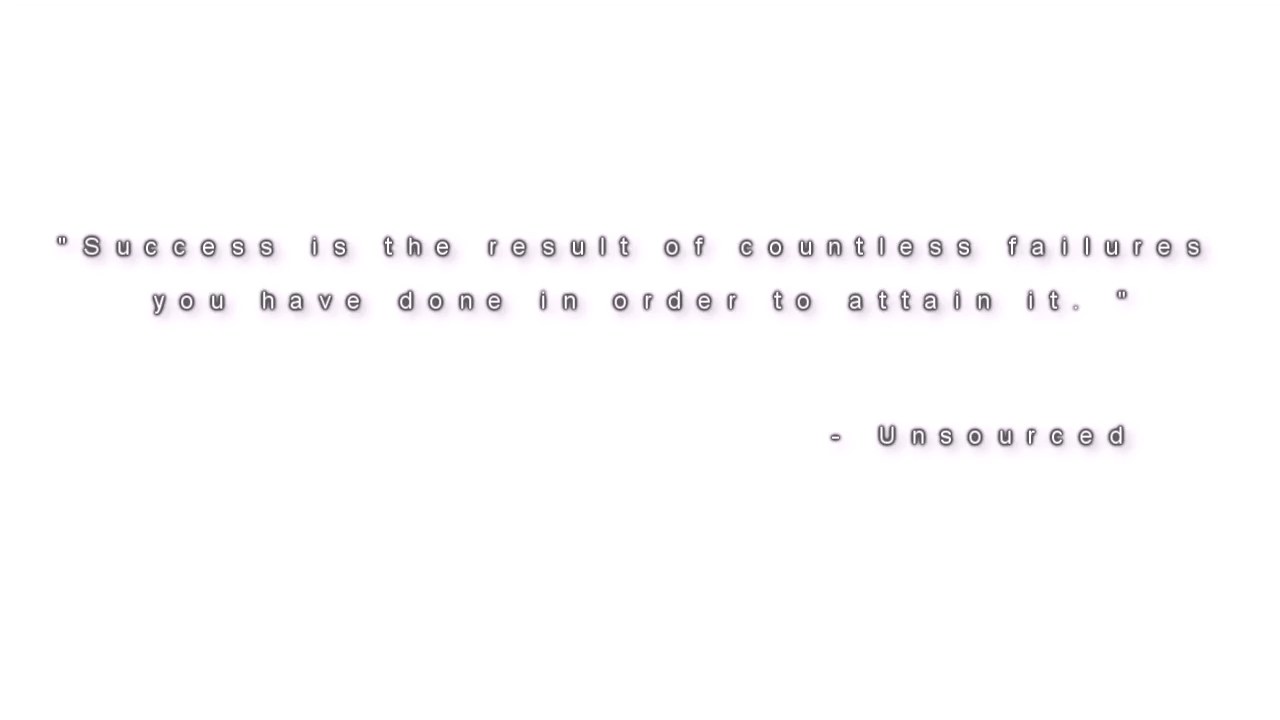 "Success is the result of countless failures
you have done in order to attain it. "
- Unsourced